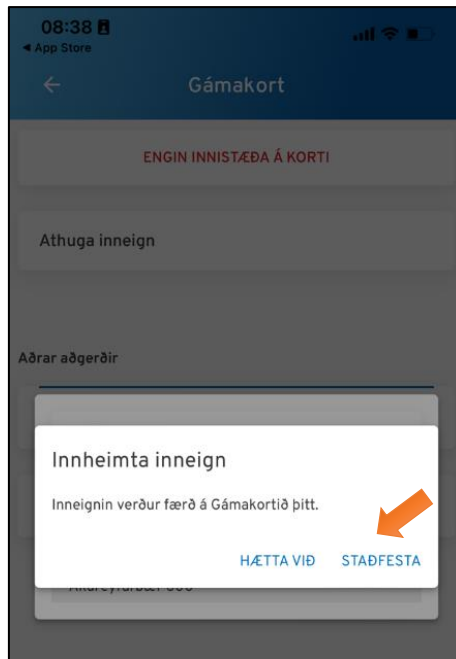 08:38
App Store
Gámakort
ENGIN INNISTÆÐA Á KORTI
Athuga inneign
Aðrar aðgerðir
Innheimta inneign
Inneignin verður færð á Gámakortið þitt.
HÆTTA VIÐ STAÐFESTA